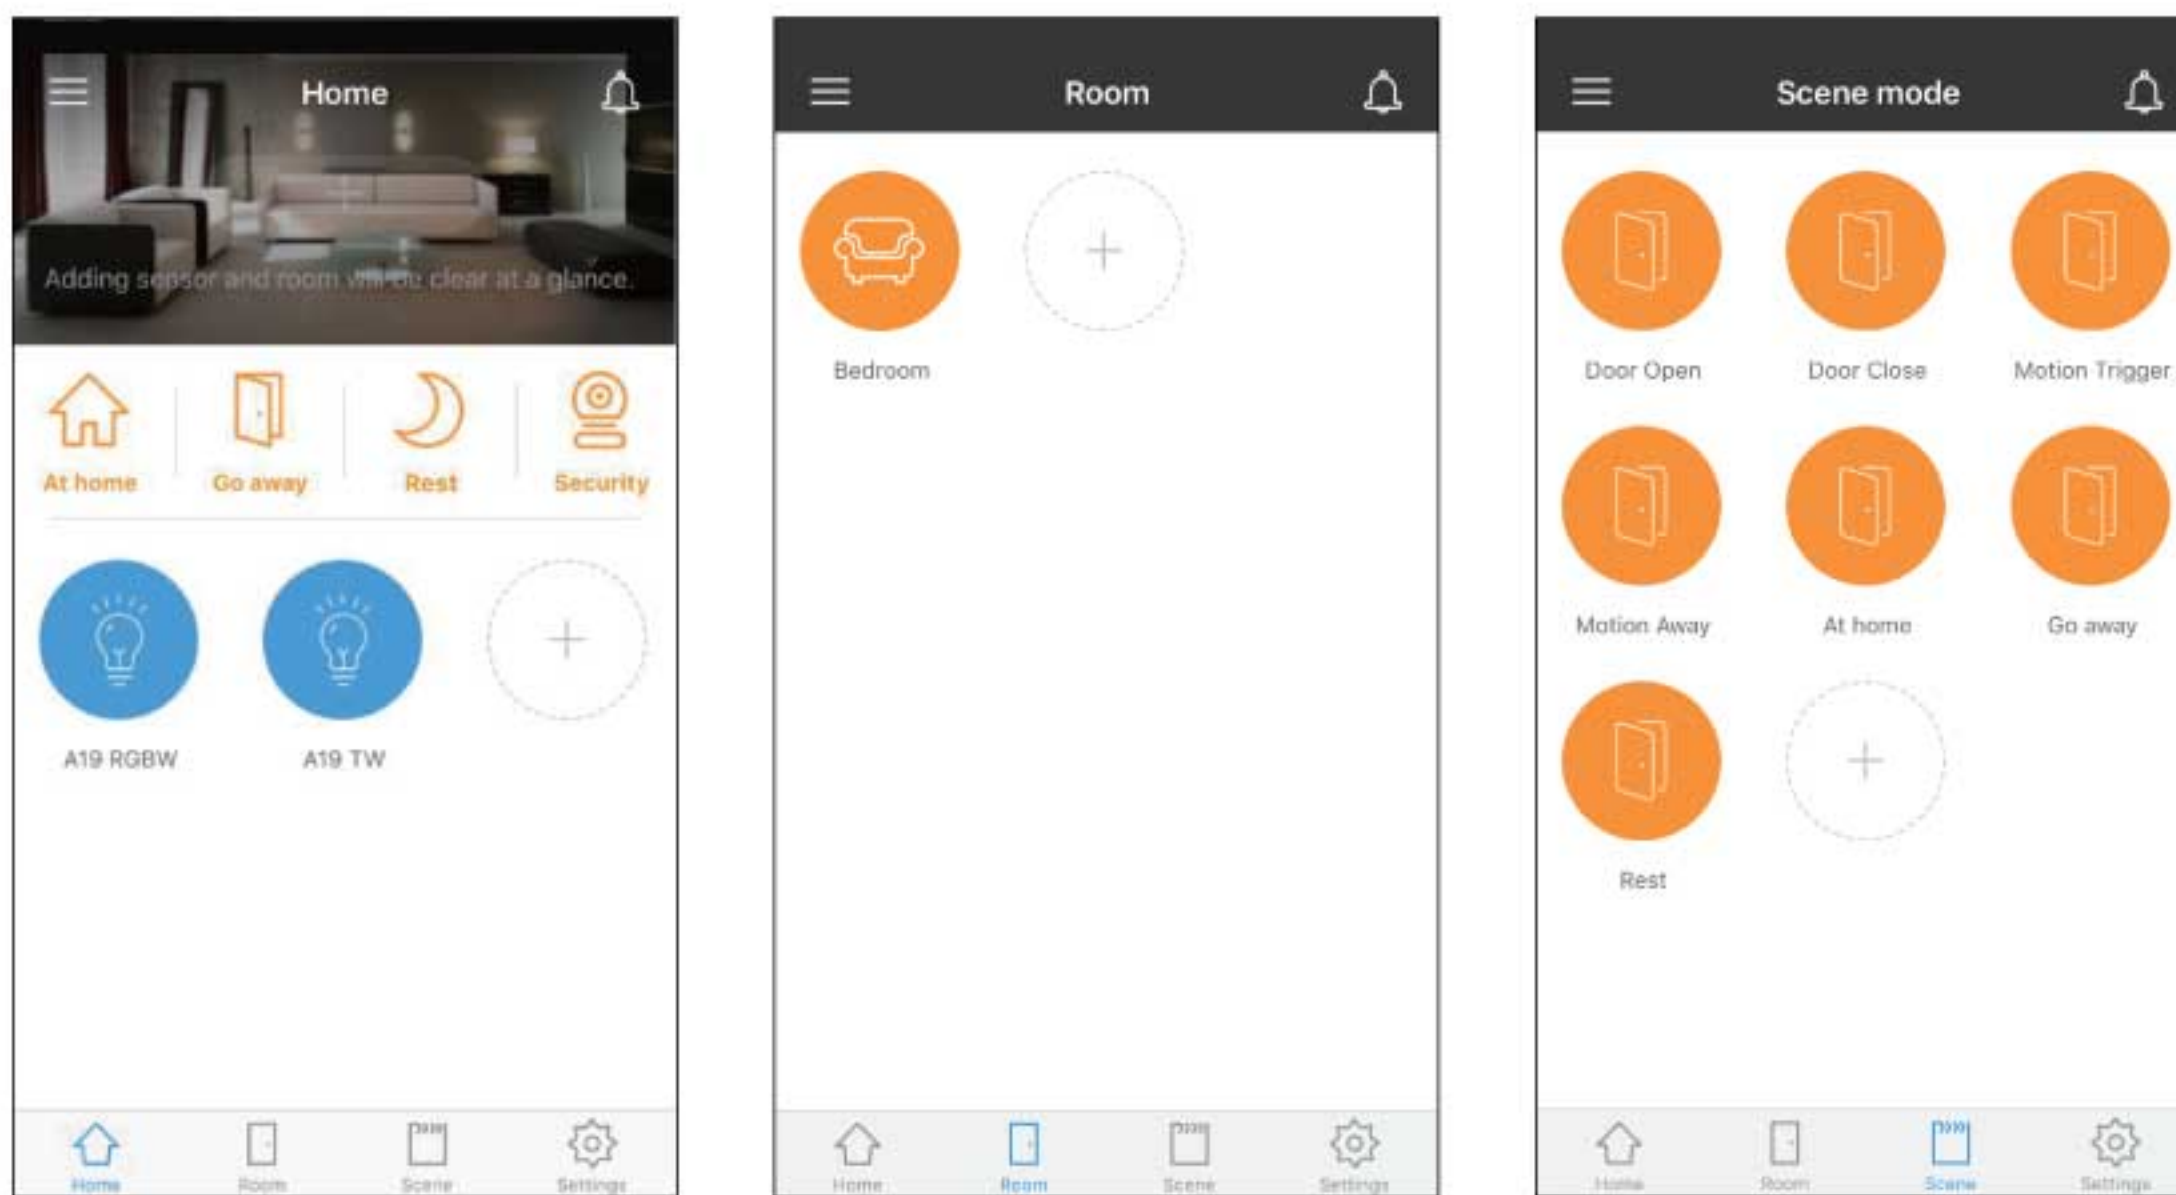 Home
Adding sensor and room will be clear at a glance.
At home
Go away
Rest
Security
A19 RGBW
A19 TW
Home
Room
Scene
Settings
Room
Bedroom
Home
Room
Scene
Settings
Scene mode
Door Open
Door Close
Motion Trigger
Motion Away
At home
Go away
Rest
Home
Room
Scene
Settings